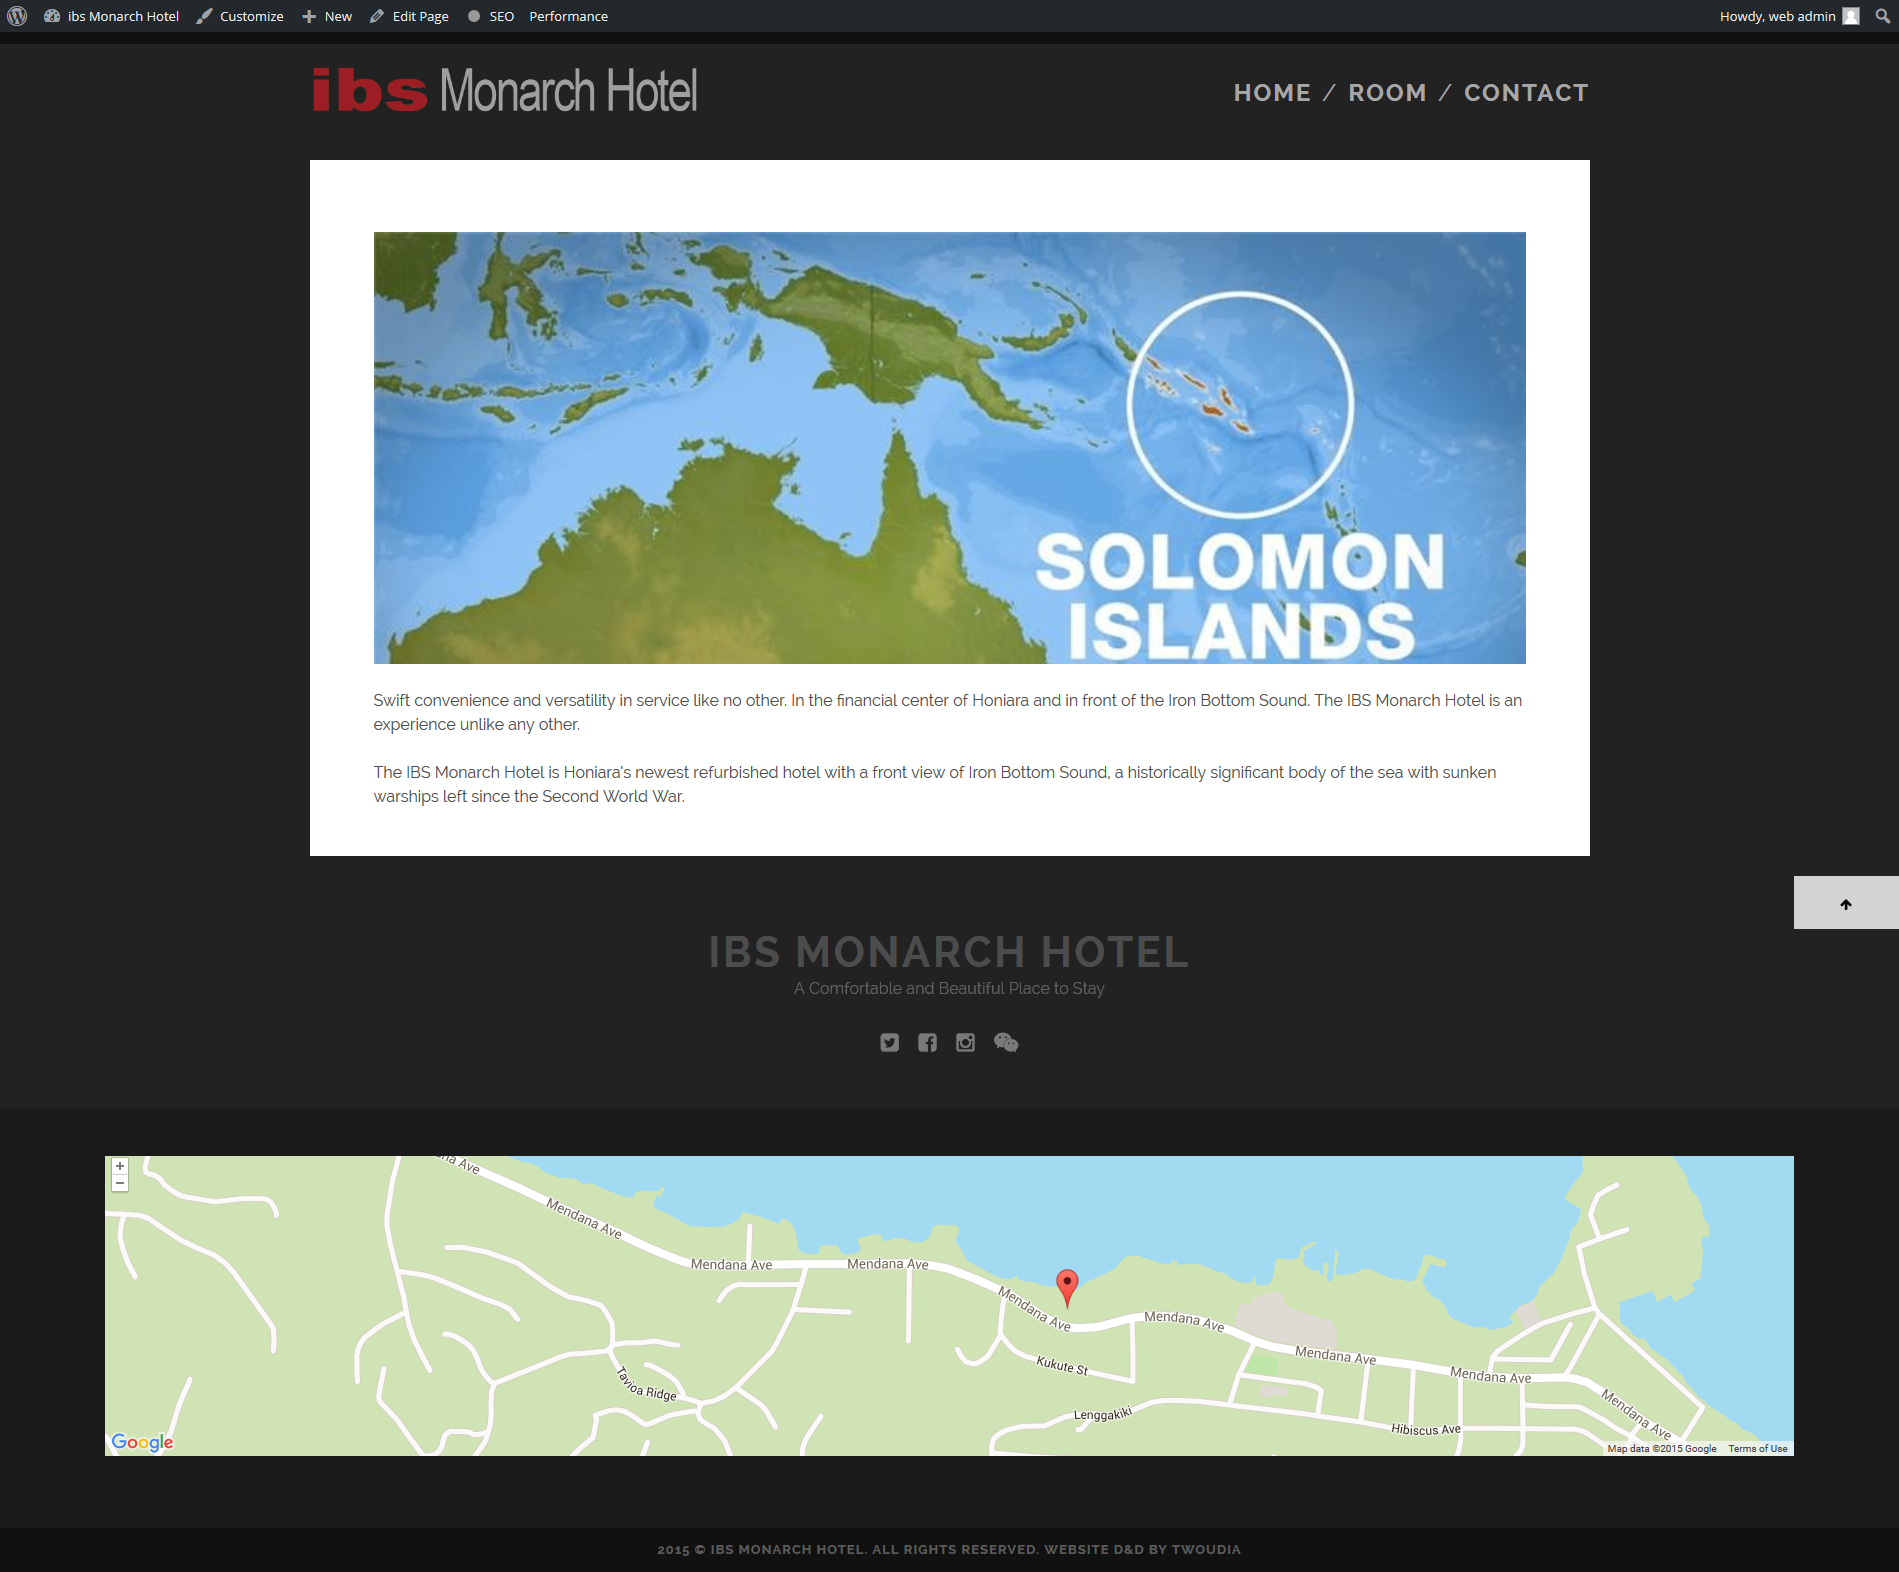 ibs Monarch Hotel Customize New Edit Page SEO Performance Howdy, web admin
ibs Monarch Hotel
HOME / ROOM / CONTACT
SOLOMON
ISLANDS
Swift convenience and versatility in service like no other. In the financial center of Honiara and in front of the Iron Bottom Sound. The IBS Monarch Hotel is an
experience unlike any other.
The IBS Monarch Hotel is Honiara's newest refurbished hotel with a front view of Iron Bottom Sound, a historically significant body of the sea with sunken
warships left since the Second World War.
IBS MONARCH HOTEL
A Comfortable and Beautiful Place to Stay
+
−
Mendana Ave
Mendana Ave
Mendana Ave
Mendana Ave
Mendana Ave
Mendana Ave
Mendana Ave
Mendana Ave
Kukute St
Tavioa Ridge
Lenggakiki
Hibiscus Ave
Mendana Ave
Google
Map data ©2015 Google Terms of Use
2015 © IBS MONARCH HOTEL. ALL RIGHTS RESERVED. WEBSITE D&D BY TWOUDIA